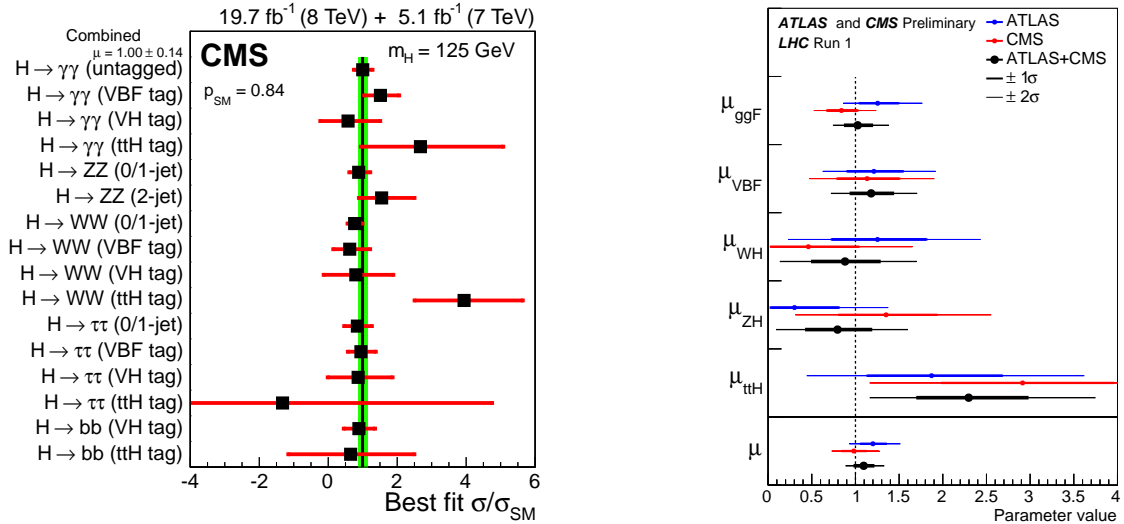 19.7 fb⁻¹ (8 TeV) + 5.1 fb⁻¹ (7 TeV)
Combined
μ = 1.00 ± 0.14
CMS
m_H = 125 GeV
p_SM = 0.84
H → γγ (untagged)
H → γγ (VBF tag)
H → γγ (VH tag)
H → γγ (ttH tag)
H → ZZ (0/1-jet)
H → ZZ (2-jet)
H → WW (0/1-jet)
H → WW (VBF tag)
H → WW (VH tag)
H → WW (ttH tag)
H → ττ (0/1-jet)
H → ττ (VBF tag)
H → ττ (VH tag)
H → ττ (ttH tag)
H → bb (VH tag)
H → bb (ttH tag)
-4 -2 0 2 4 6
Best fit σ/σ_SM
ATLAS and CMS Preliminary
LHC Run 1
ATLAS
CMS
ATLAS+CMS
± 1σ
± 2σ
μ_ggF
μ_VBF
μ_WH
μ_ZH
μ_ttH
μ
0 0.5 1 1.5 2 2.5 3 3.5 4
Parameter value